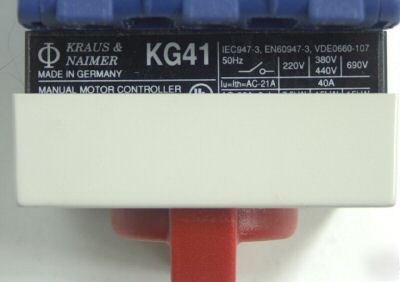 KRAUS &
NAIMER
MADE IN GERMANY
MANUAL MOTOR CONTROLLER
KG41
IEC947-3, EN60947-3, VDE0660-107
50Hz 220V 380V 440V 690V
Iu=Ith=AC-21A 40A